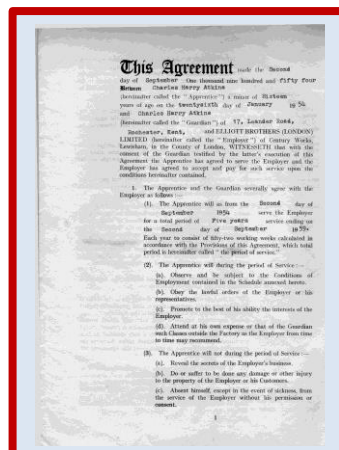 This Agreement made the Second
day of September One thousand nine hundred and fifty four
Between Charles Harry Atkins
(hereinafter called the "Apprentice") a minor of Sixteen
years of age on the twentysixth day of January 1954
and Charles Harry Atkins
(hereinafter called the "Guardian") of 57, Leander Road,
Rochester, Kent, and ELLIOTT BROTHERS (LONDON)
LIMITED (hereinafter called the "Employer") of Century Works,
Lewisham, in the County of London, WITNESSETH that with the
consent of the Guardian testified by the latter's execution of this
Agreement the Apprentice has agreed to serve the Employer and the
Employer has agreed to accept and pay for such service upon the
conditions hereinafter contained.
1. The Apprentice and the Guardian severally agree with the
Employer as follows :—
(1). The Apprentice will as from the Second day of
September 1954 serve the Employer
for a total period of Five years service ending on
the Second day of September 1959.
Each year to consist of fifty-two working weeks calculated in
accordance with the Provisions of this Agreement, which total
period is hereinafter called "the period of service."
(2). The Apprentice will during the period of Service :—
(a). Observe and be subject to the Conditions of
Employment contained in the Schedule annexed hereto.
(b). Obey the lawful orders of the Employer or his
representatives.
(c). Promote to the best of his ability the interests of the
Employer.
(d). Attend at his own expense or that of the Guardian
such Classes outside the Factory as the Employer from time
to time may recommend.
(3). The Apprentice will not during the period of Service :—
(a). Reveal the secrets of the Employer's business.
(b). Do or suffer to be done any damage or other injury
to the property of the Employer or his Customers.
(c). Absent himself, except in the event of sickness, from
the service of the Employer without his permission or
consent.
1